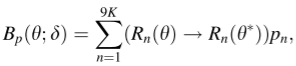 B_p(θ; δ) = \sum_{n=1}^{9K} (R_n(θ) → R_n(θ*))p_n,